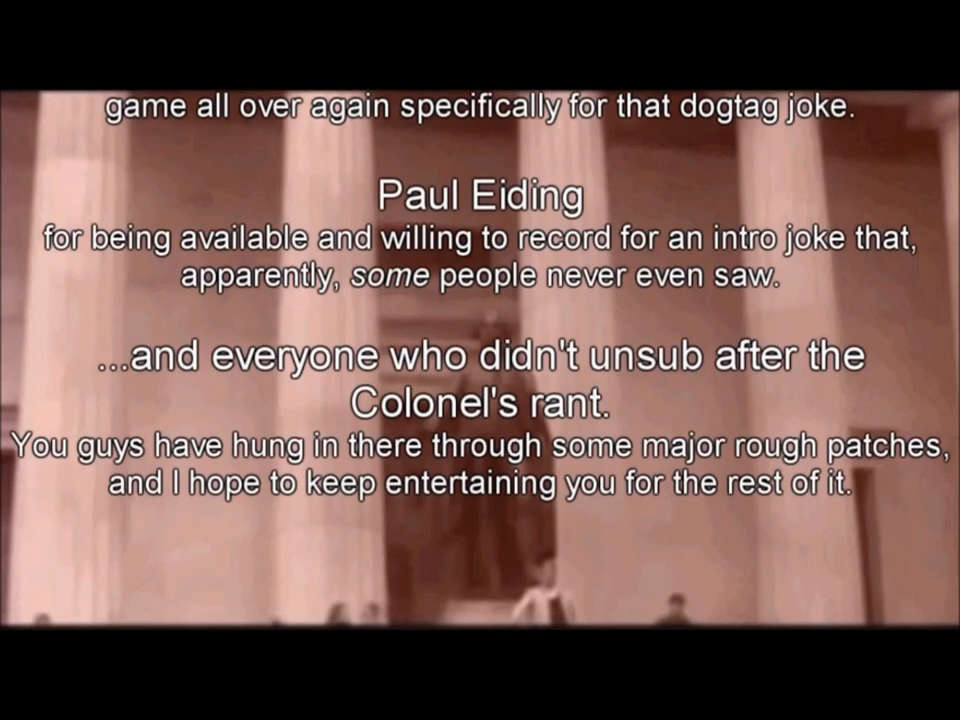 game all over again specifically for that dogtag joke.
Paul Eiding
for being available and willing to record for an intro joke that,
apparently, some people never even saw.
...and everyone who didn't unsub after the
Colonel's rant.
You guys have hung in there through some major rough patches,
and I hope to keep entertaining you for the rest of it.